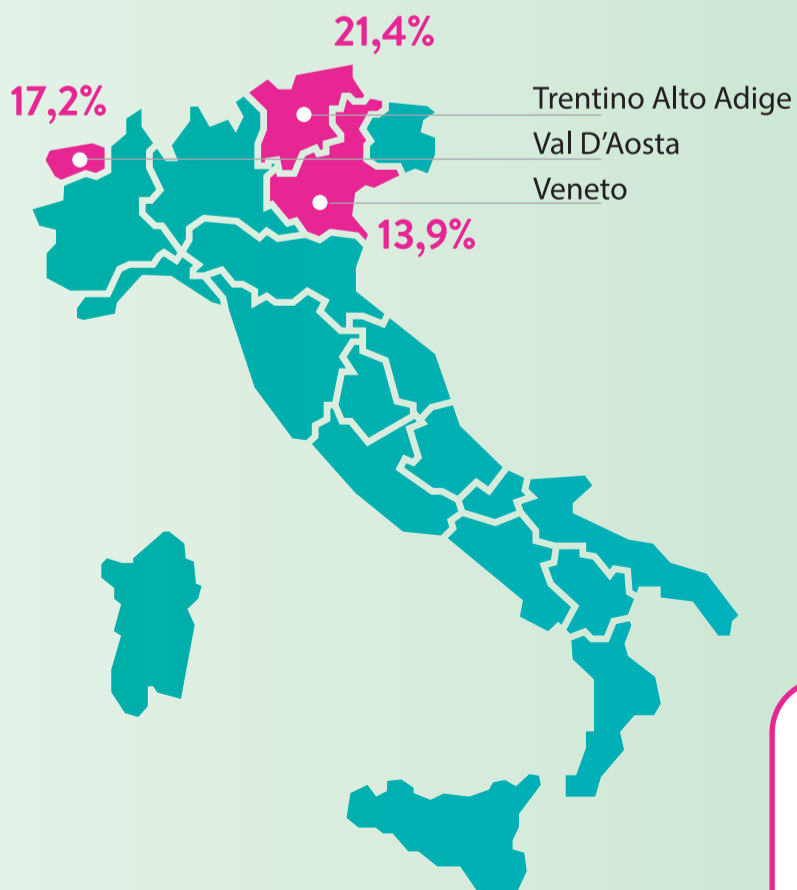 21,4%
17,2%
Trentino Alto Adige
Val D'Aosta
Veneto
13,9%